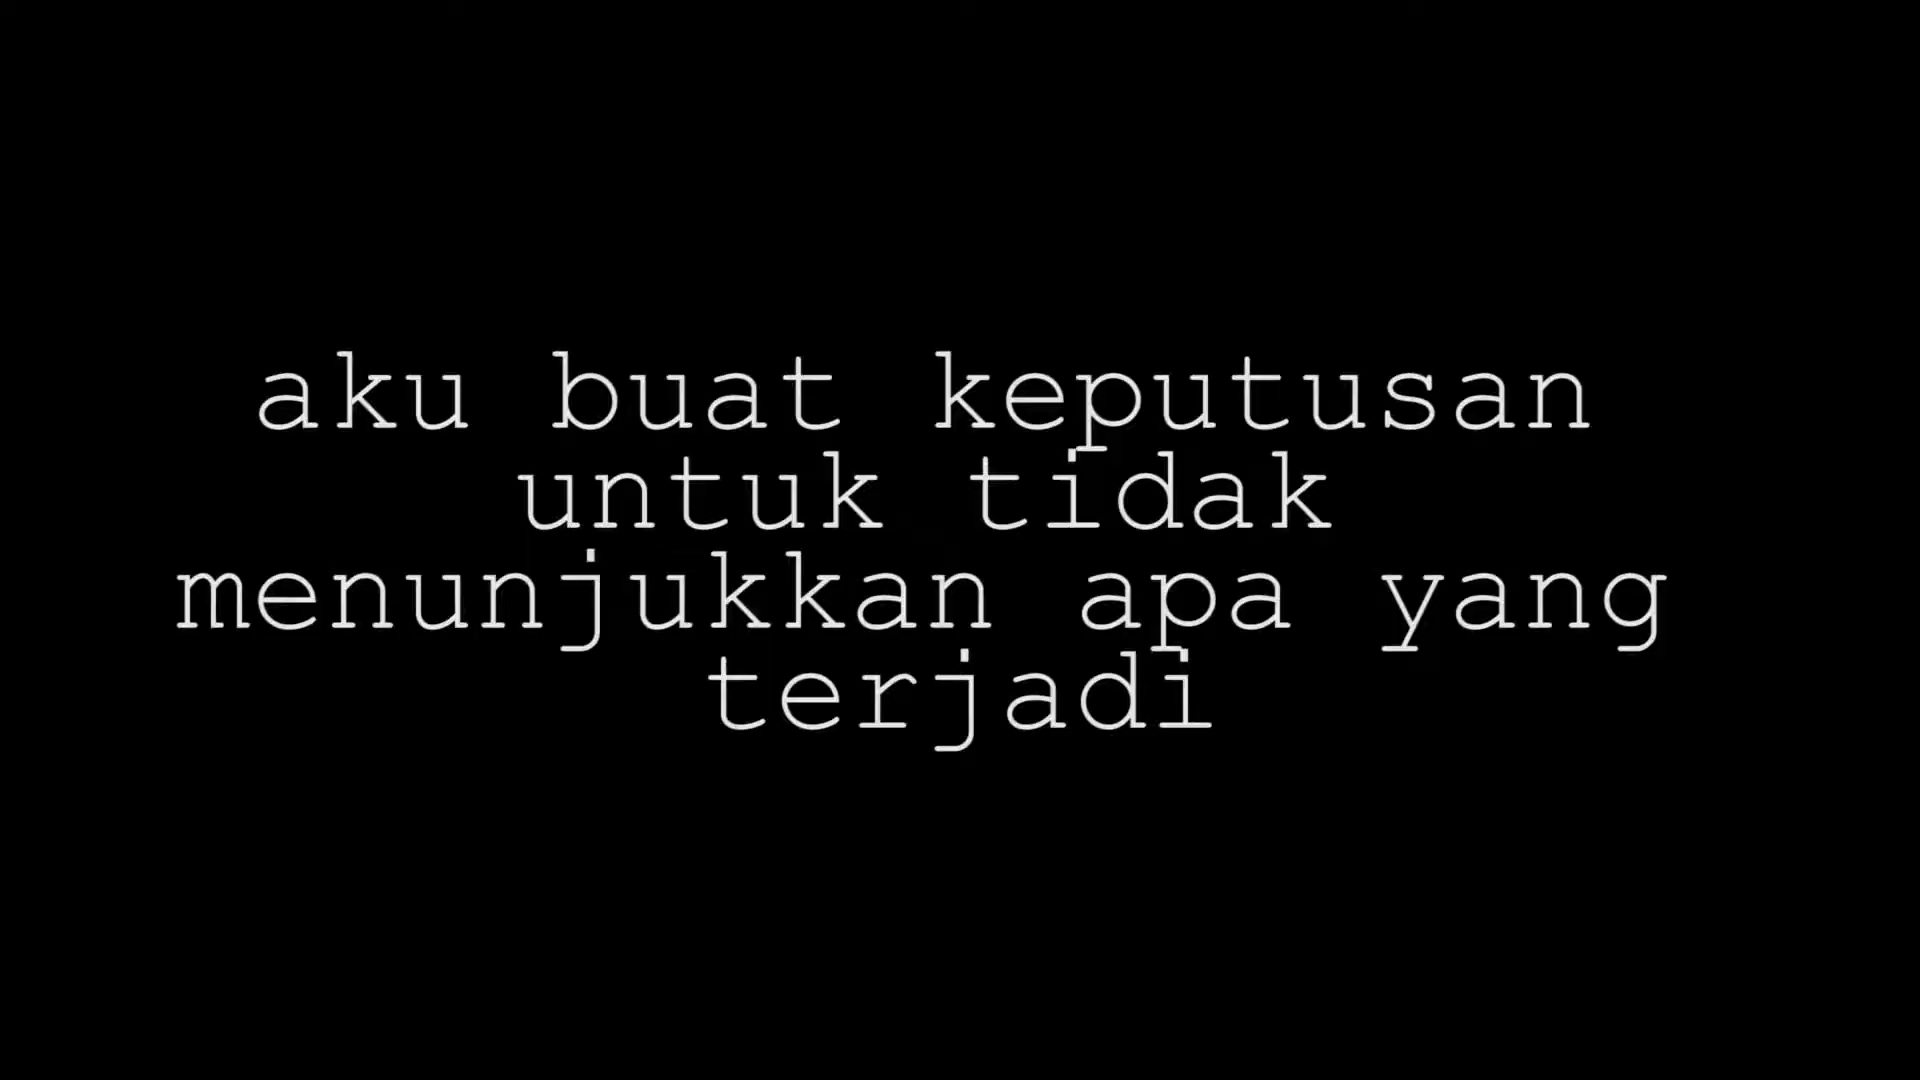 aku buat keputusan
untuk tidak
menunjukkan apa yang
terjadi